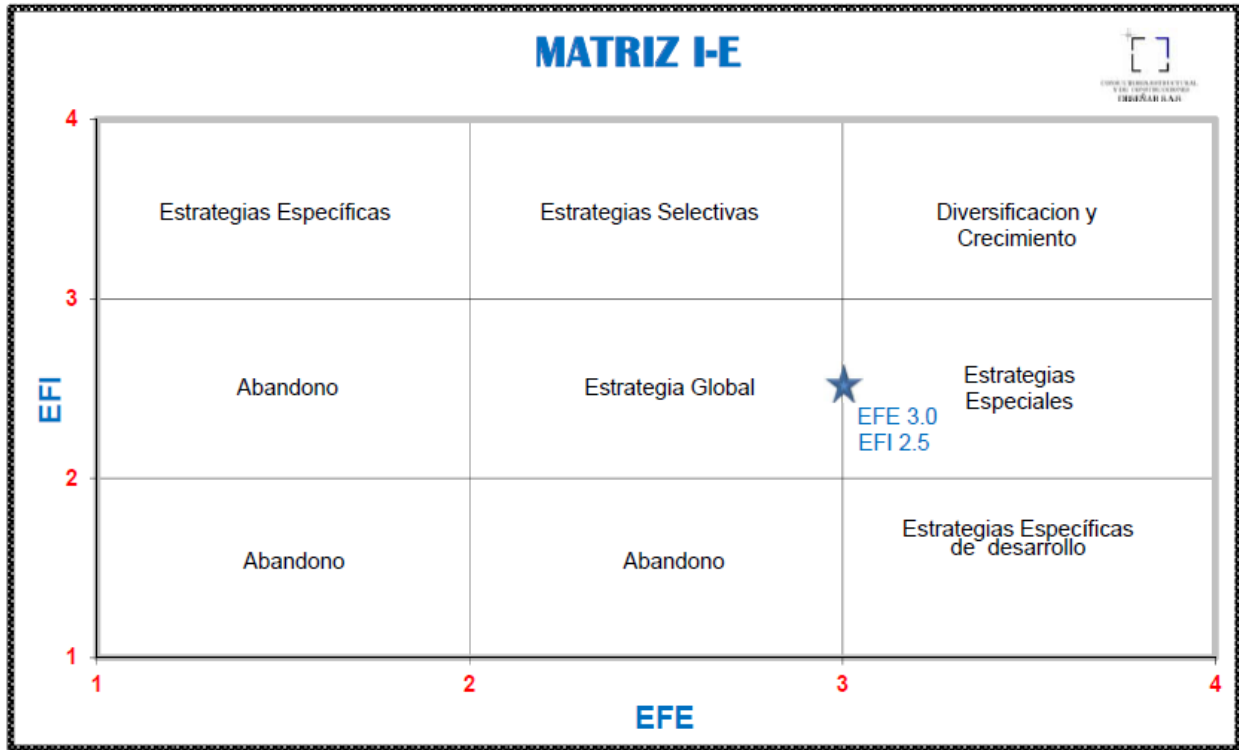 MATRIZ I-E
DISEÑAR S.A.S
4
Estrategias Específicas
Estrategias Selectivas
Diversificacion y
Crecimiento
3
EFI
Abandono
Estrategia Global
Estrategias
Especiales
EFE 3.0
EFI 2.5
2
Abandono
Abandono
Estrategias Específicas
de desarrollo
1
1
2
3
4
EFE